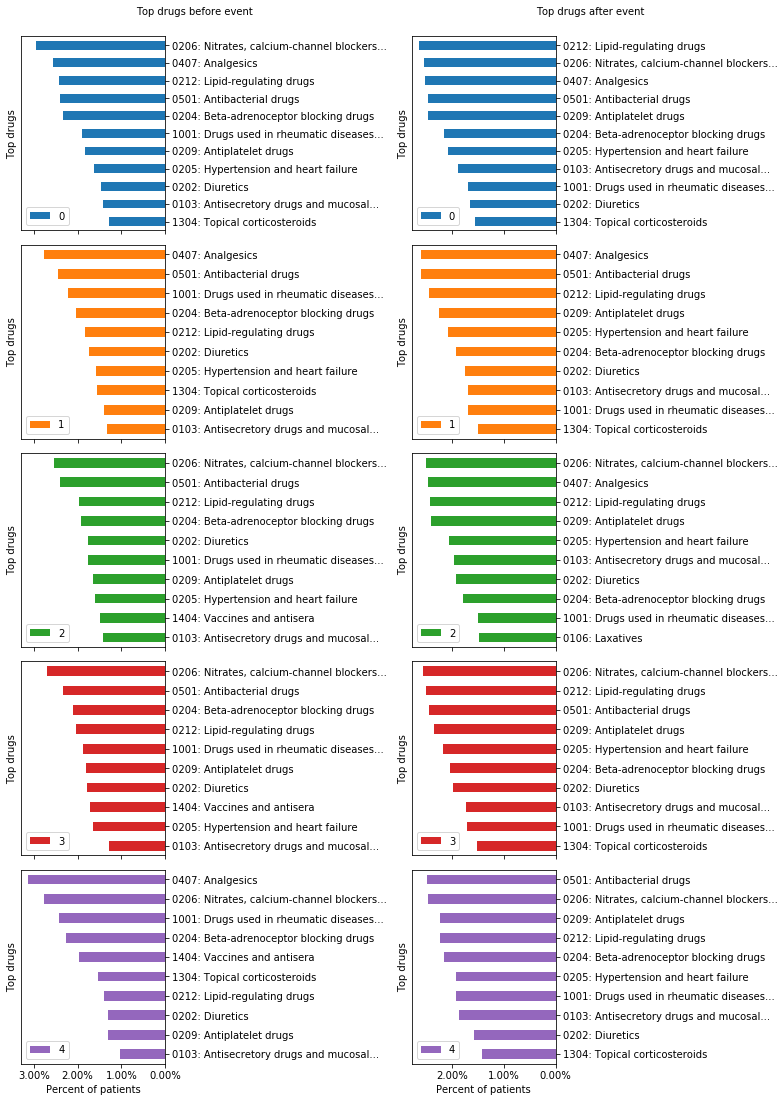 Top drugs before event
Top drugs
0206: Nitrates, calcium-channel blockers...
0407: Analgesics
0212: Lipid-regulating drugs
0501: Antibacterial drugs
0204: Beta-adrenoceptor blocking drugs
1001: Drugs used in rheumatic diseases...
0209: Antiplatelet drugs
0205: Hypertension and heart failure
0202: Diuretics
0103: Antisecretory drugs and mucosal...
1304: Topical corticosteroids
0
Top drugs
0407: Analgesics
0501: Antibacterial drugs
1001: Drugs used in rheumatic diseases...
0204: Beta-adrenoceptor blocking drugs
0212: Lipid-regulating drugs
0202: Diuretics
0205: Hypertension and heart failure
1304: Topical corticosteroids
0209: Antiplatelet drugs
0103: Antisecretory drugs and mucosal...
1
Top drugs
0206: Nitrates, calcium-channel blockers...
0501: Antibacterial drugs
0212: Lipid-regulating drugs
0204: Beta-adrenoceptor blocking drugs
0202: Diuretics
1001: Drugs used in rheumatic diseases...
0209: Antiplatelet drugs
0205: Hypertension and heart failure
1404: Vaccines and antisera
0103: Antisecretory drugs and mucosal...
2
Top drugs
0206: Nitrates, calcium-channel blockers...
0501: Antibacterial drugs
0204: Beta-adrenoceptor blocking drugs
0212: Lipid-regulating drugs
1001: Drugs used in rheumatic diseases...
0209: Antiplatelet drugs
0202: Diuretics
1404: Vaccines and antisera
0205: Hypertension and heart failure
0103: Antisecretory drugs and mucosal...
3
Top drugs
0407: Analgesics
0206: Nitrates, calcium-channel blockers...
1001: Drugs used in rheumatic diseases...
0204: Beta-adrenoceptor blocking drugs
1404: Vaccines and antisera
1304: Topical corticosteroids
0212: Lipid-regulating drugs
0202: Diuretics
0209: Antiplatelet drugs
0103: Antisecretory drugs and mucosal...
4
3.00% 2.00% 1.00% 0.00%
Percent of patients
Top drugs after event
Top drugs
0212: Lipid-regulating drugs
0206: Nitrates, calcium-channel blockers...
0407: Analgesics
0501: Antibacterial drugs
0209: Antiplatelet drugs
0204: Beta-adrenoceptor blocking drugs
0205: Hypertension and heart failure
0103: Antisecretory drugs and mucosal...
1001: Drugs used in rheumatic diseases...
0202: Diuretics
1304: Topical corticosteroids
0
Top drugs
0407: Analgesics
0501: Antibacterial drugs
0212: Lipid-regulating drugs
0209: Antiplatelet drugs
0205: Hypertension and heart failure
0204: Beta-adrenoceptor blocking drugs
0202: Diuretics
0103: Antisecretory drugs and mucosal...
1001: Drugs used in rheumatic diseases...
1304: Topical corticosteroids
1
Top drugs
0206: Nitrates, calcium-channel blockers...
0407: Analgesics
0212: Lipid-regulating drugs
0209: Antiplatelet drugs
0205: Hypertension and heart failure
0103: Antisecretory drugs and mucosal...
0202: Diuretics
0204: Beta-adrenoceptor blocking drugs
1001: Drugs used in rheumatic diseases...
0106: Laxatives
2
Top drugs
0206: Nitrates, calcium-channel blockers...
0212: Lipid-regulating drugs
0501: Antibacterial drugs
0209: Antiplatelet drugs
0205: Hypertension and heart failure
0204: Beta-adrenoceptor blocking drugs
0202: Diuretics
0103: Antisecretory drugs and mucosal...
1001: Drugs used in rheumatic diseases...
1304: Topical corticosteroids
3
Top drugs
0501: Antibacterial drugs
0206: Nitrates, calcium-channel blockers...
0209: Antiplatelet drugs
0212: Lipid-regulating drugs
0204: Beta-adrenoceptor blocking drugs
0205: Hypertension and heart failure
1001: Drugs used in rheumatic diseases...
0103: Antisecretory drugs and mucosal...
0202: Diuretics
1304: Topical corticosteroids
4
2.00% 1.00% 0.00%
Percent of patients